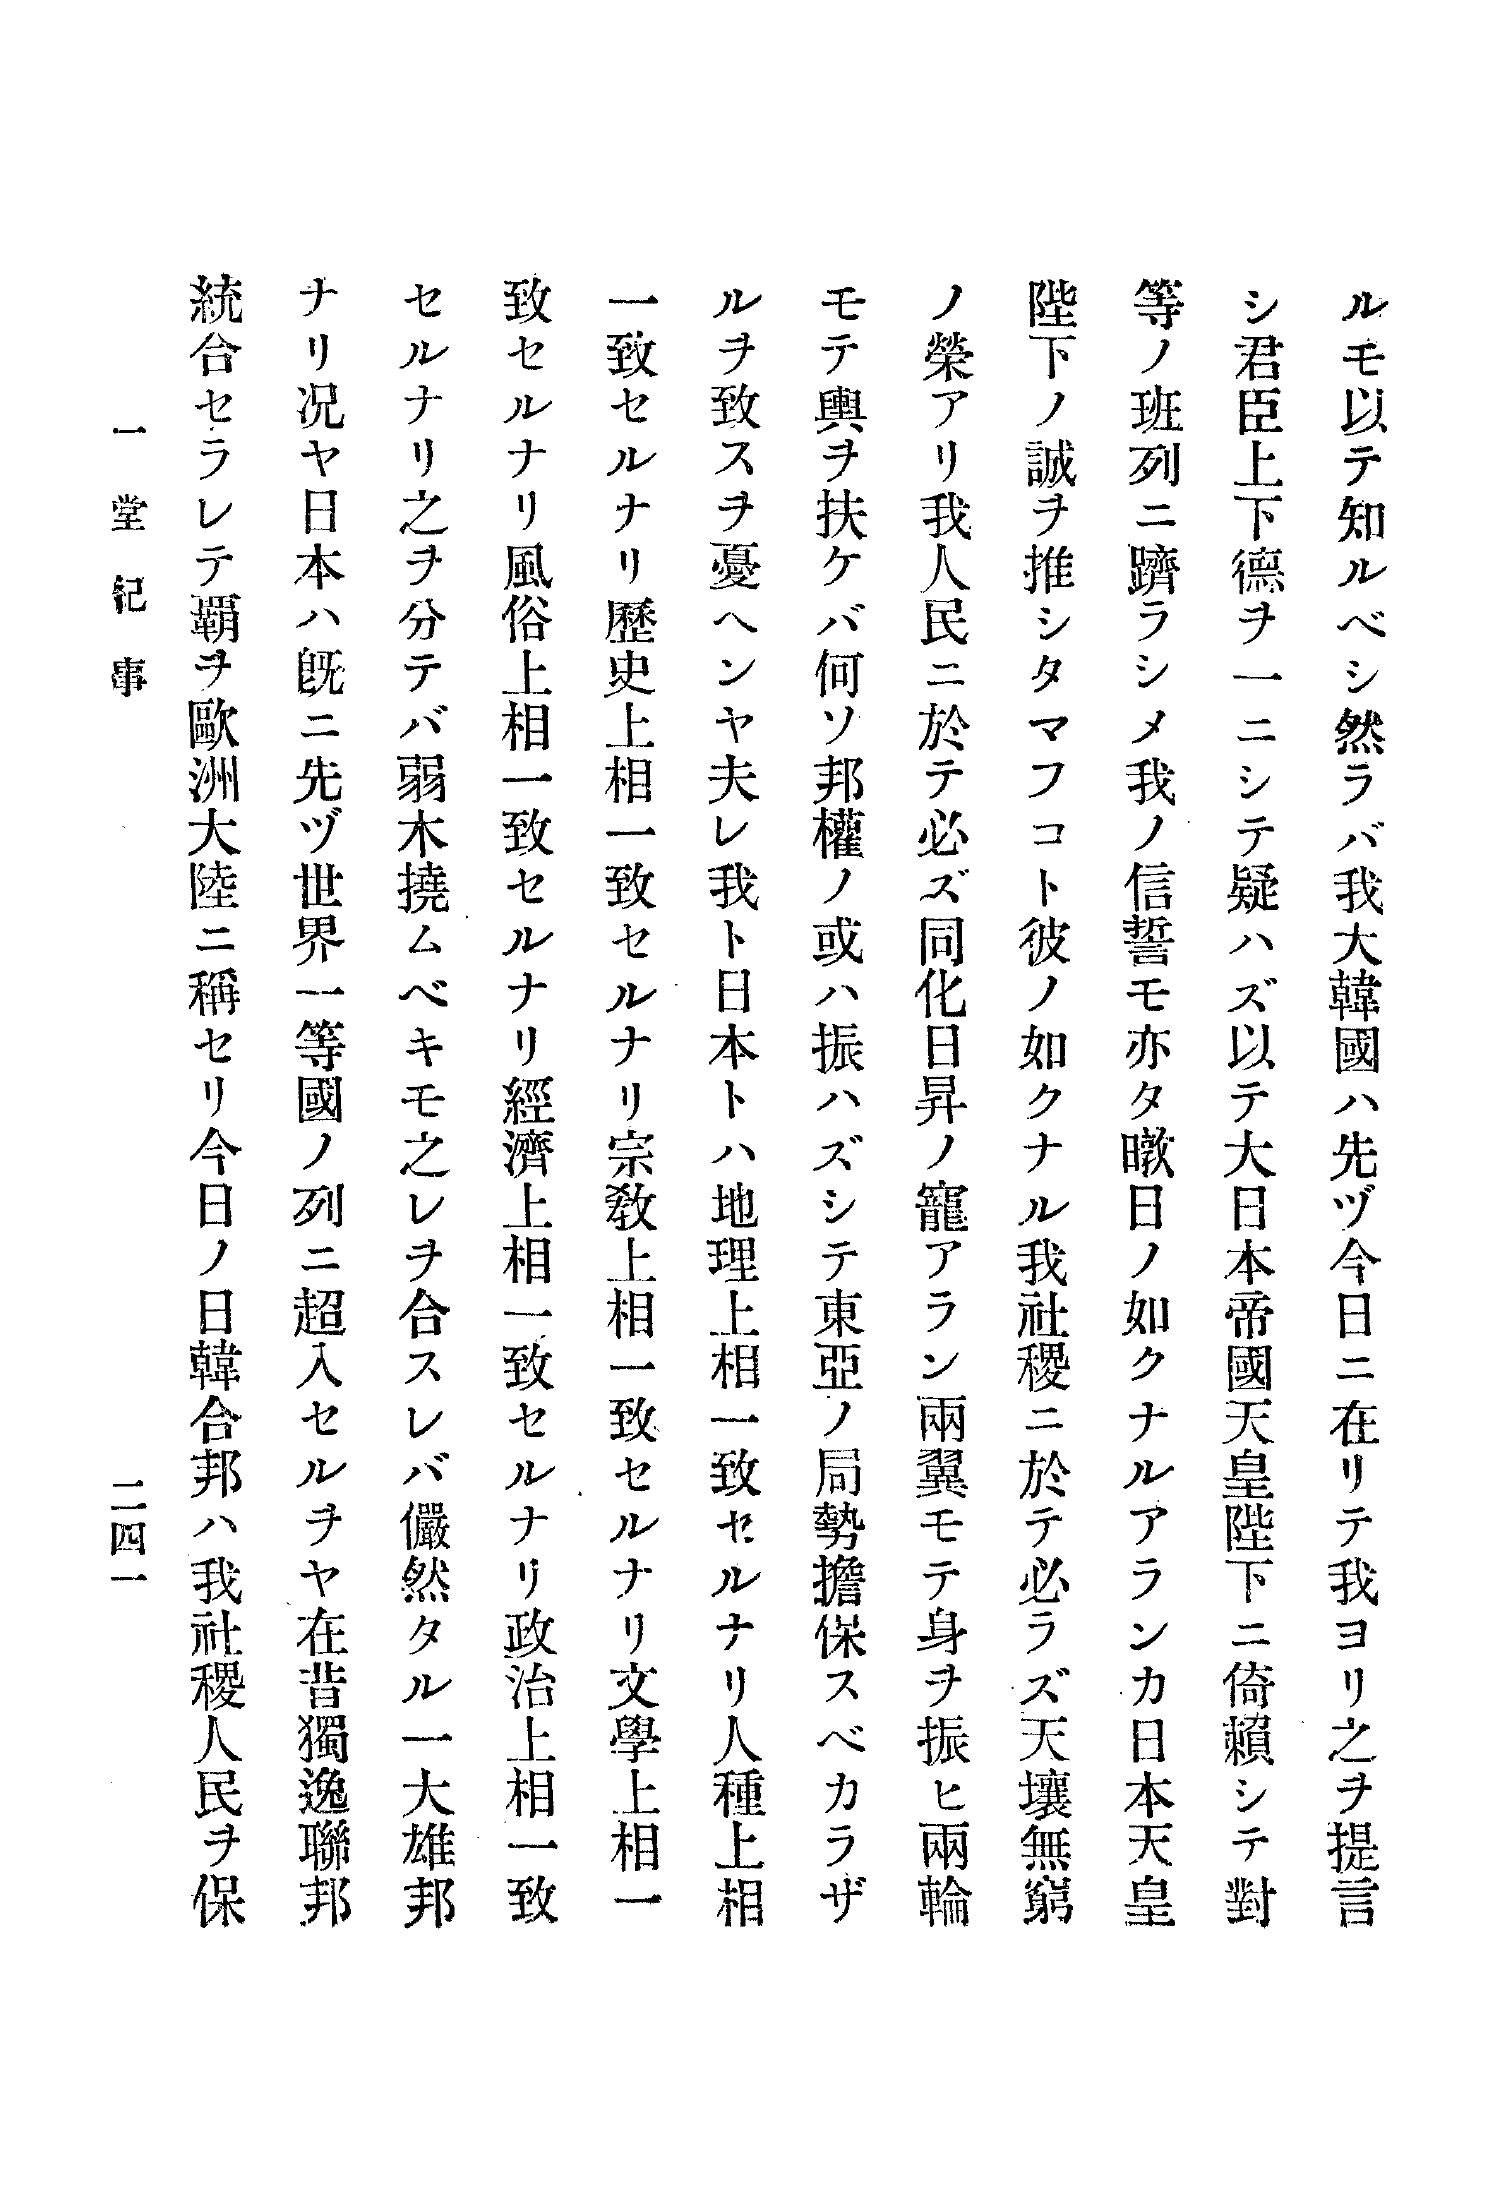 ルモ以テ知ルベシ然ラバ我大韓國ハ先ヅ今日ニ在リテ我ヨリ之ヲ提言
シ君臣上下德ヲ一ニシテ疑ハズ以テ大日本帝國天皇陛下ニ倚賴シテ對
等ノ班列ニ躋ラシメ我ノ信誓モ亦タ暾日ノ如クナルアランカ日本天皇
陛下ノ誠ヲ推シタマフコト彼ノ如クナル我社稷ニ於テ必ラズ天壤無窮
ノ榮アリ我人民ニ於テ必ズ同化日昇ノ寵アラン兩翼モテ身ヲ振ヒ兩輪
モテ輿ヲ扶ケバ何ソ邦權ノ或ハ振ハズシテ東亞ノ局勢擔保スベカラザ
ルヲ致スヲ憂ヘンヤ夫レ我ト日本トハ地理上相一致セルナリ人種上相
一致セルナリ歷史上相一致セルナリ宗敎上相一致セルナリ文學上相一
致セルナリ風俗上相一致セルナリ經濟上相一致セルナリ政治上相一致
セルナリ之ヲ分テバ弱木撓ムベキモ之レヲ合スレバ儼然タル一大雄邦
ナリ况ヤ日本ハ旣ニ先ヅ世界一等國ノ列ニ超入セルヲヤ在昔獨逸聯邦
統合セラレテ覇ヲ歐洲大陸ニ稱セリ今日ノ日韓合邦ハ我社稷人民ヲ保
一堂紀事
二四一